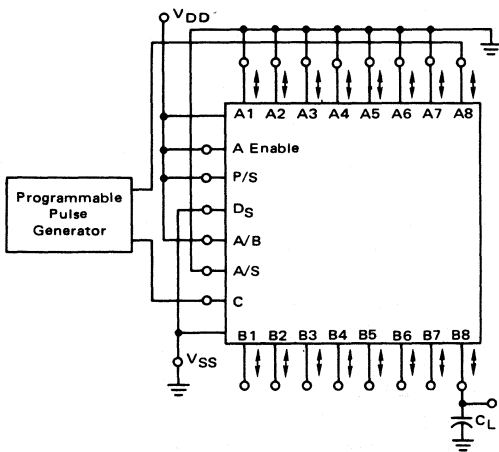 VDD
A1 A2 A3 A4 A5 A6 A7 A8
A Enable
P/S
DS
A/B
A/S
C
Programmable
Pulse
Generator
B1 B2 B3 B4 B5 B6 B7 B8
VSS
CL